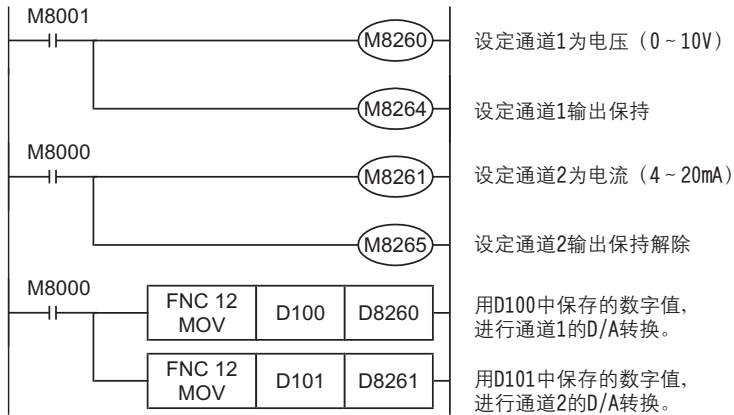 M8001
M8260 设定通道1为电压（0～10V）
M8264 设定通道1输出保持
M8000
M8261 设定通道2为电流（4～20mA）
M8265 设定通道2输出保持解除
M8000
FNC 12
MOV
D100
D8260
用D100中保存的数字值,
进行通道1的D/A转换。
FNC 12
MOV
D101
D8261
用D101中保存的数字值,
进行通道2的D/A转换。